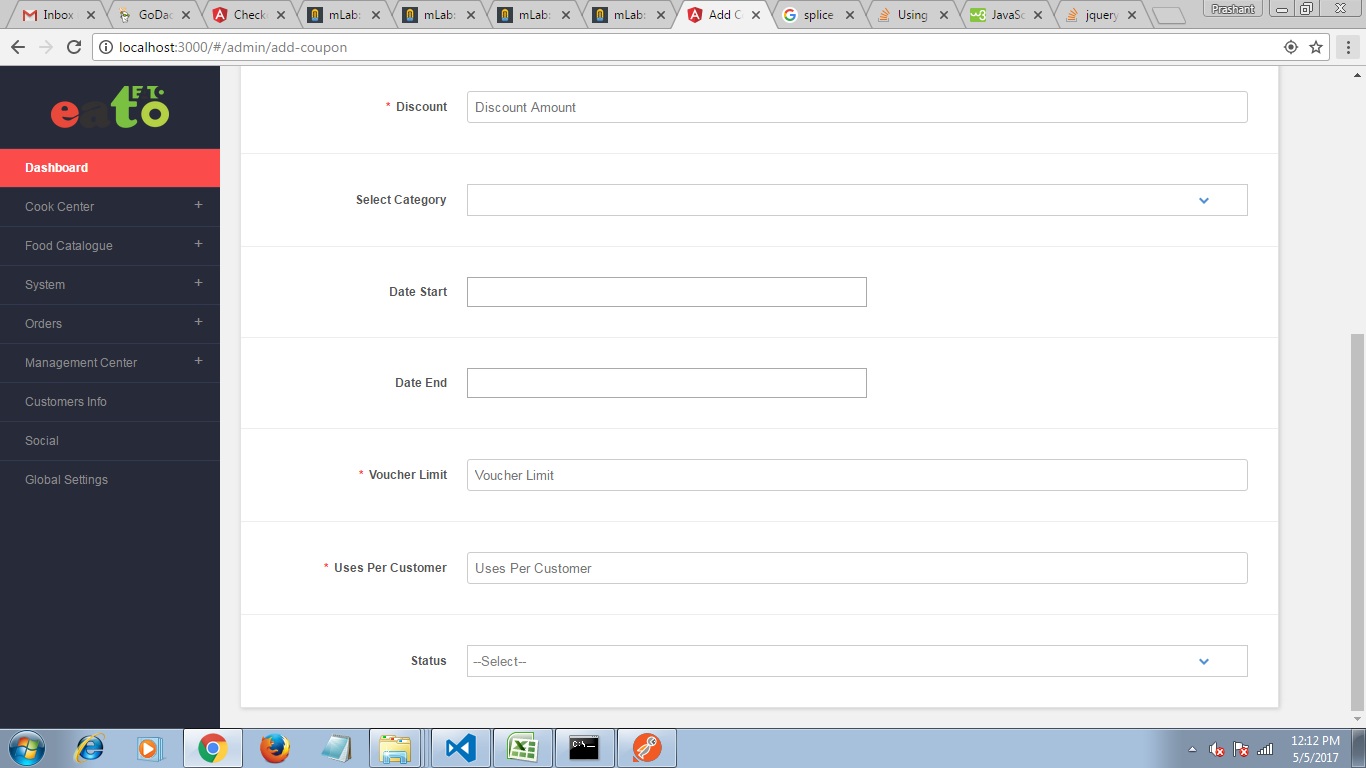 Inbox
GoDac
Check
mLab:
mLab:
mLab:
mLab:
Add C
splice
Using
JavaSc
jquery
Prashant
localhost:3000/#/admin/add-coupon
eato
FT.
Dashboard
Cook Center +
Food Catalogue +
System +
Orders +
Management Center +
Customers Info
Social
Global Settings
* Discount Discount Amount
Select Category
Date Start
Date End
* Voucher Limit Voucher Limit
* Uses Per Customer Uses Per Customer
Status --Select--
C:\
12:12 PM
5/5/2017